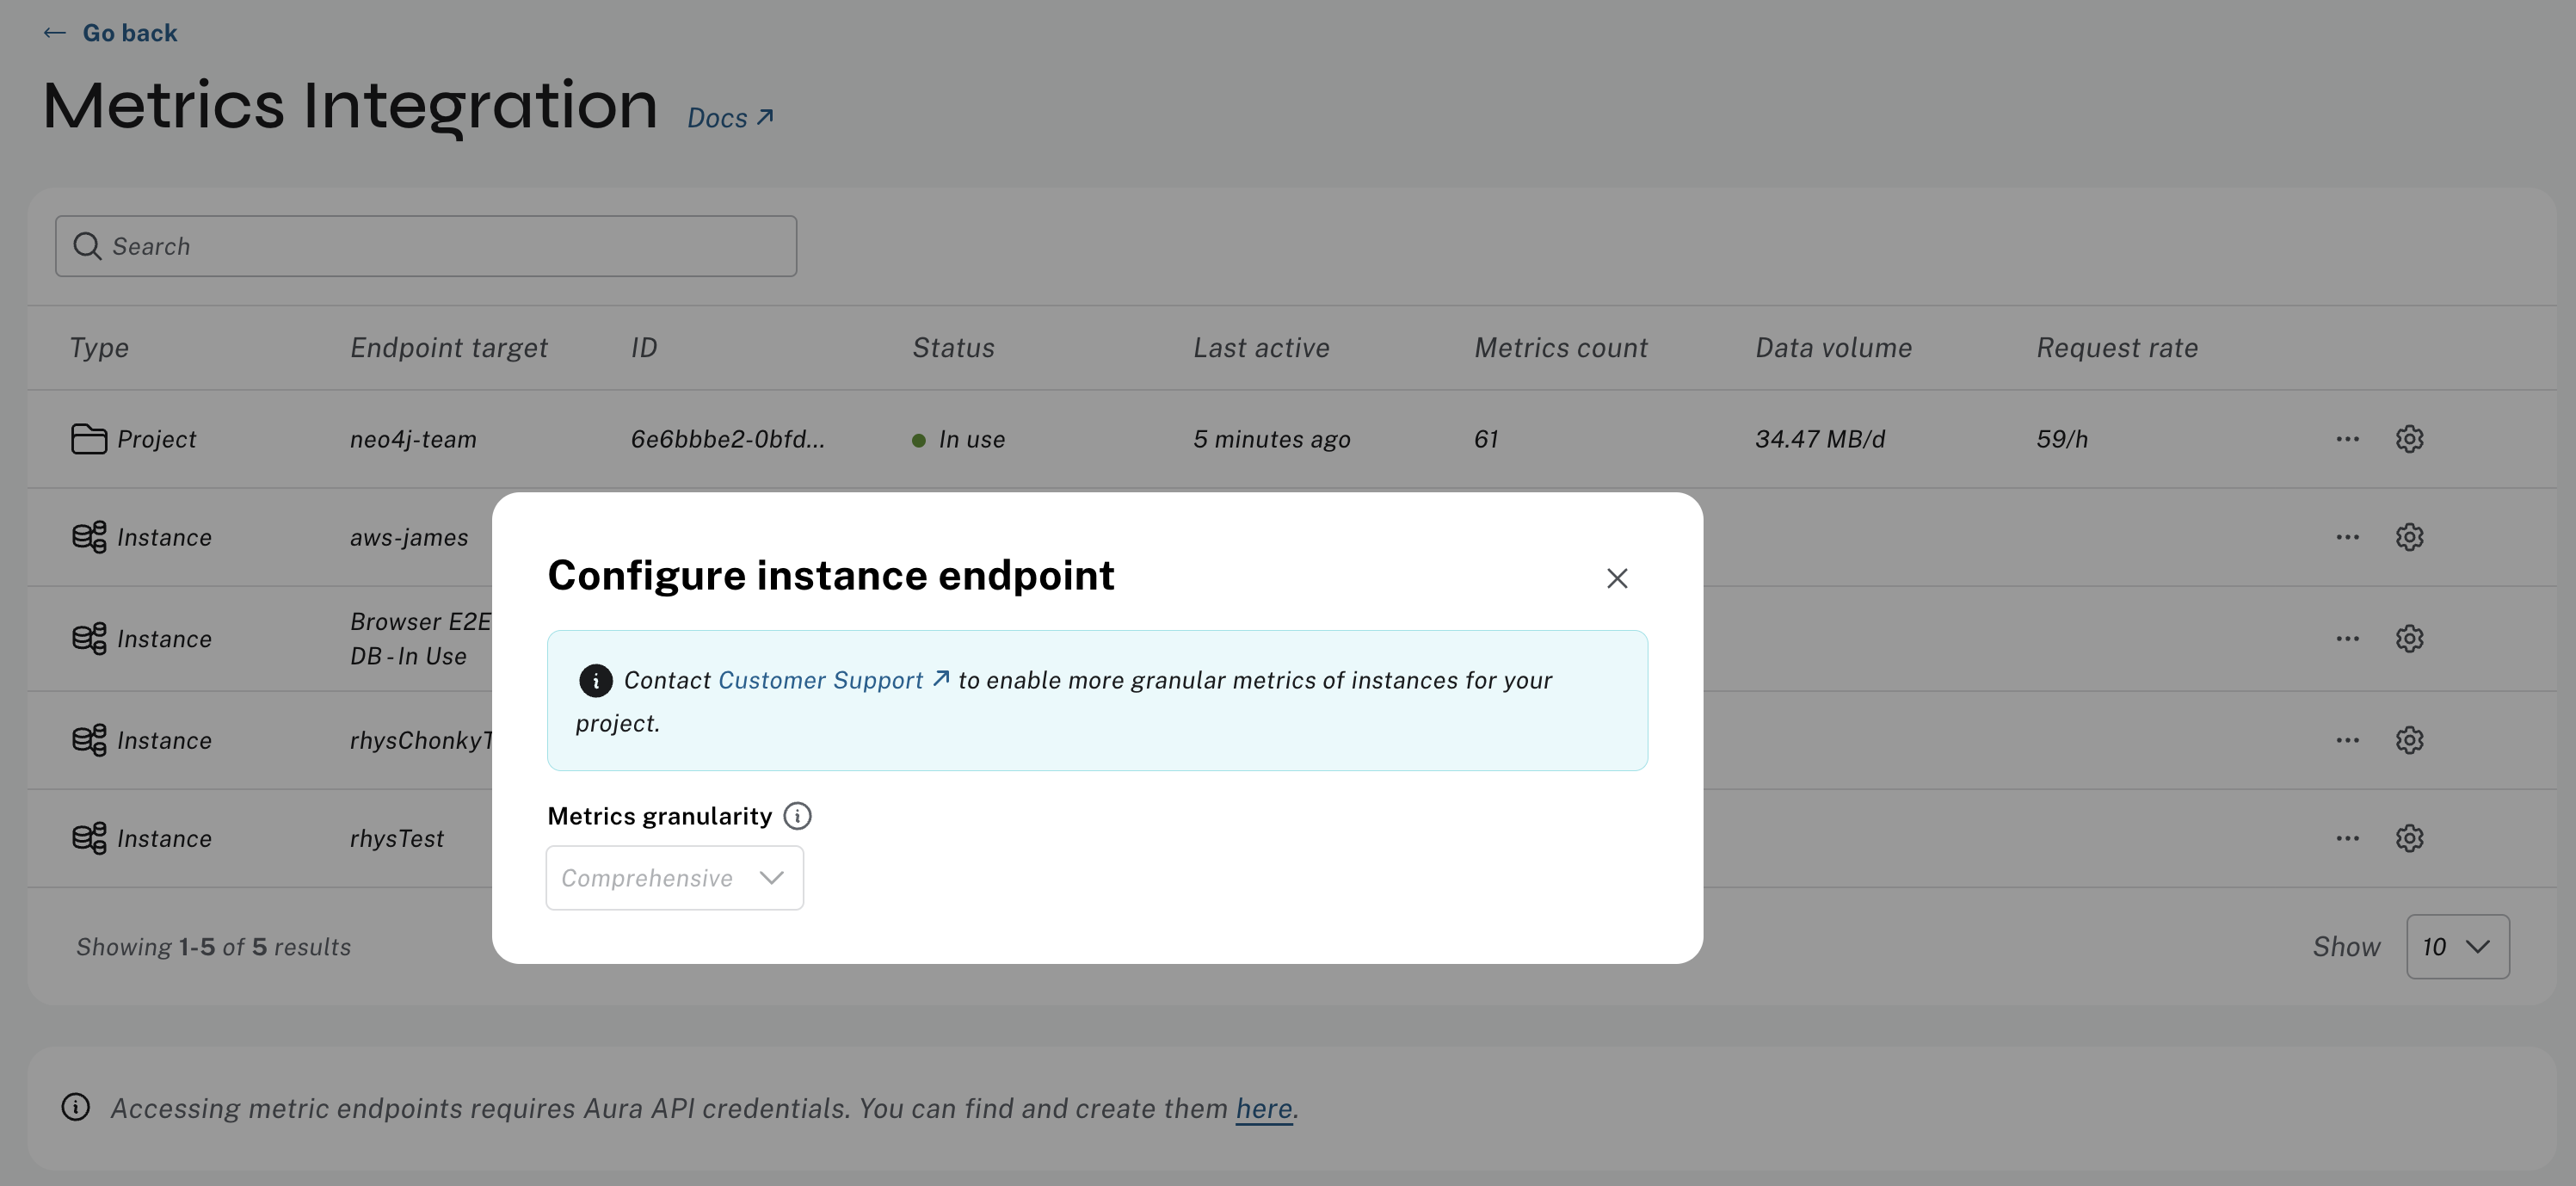 Go back
Metrics Integration Docs
Search
Type Endpoint target ID Status Last active Metrics count Data volume Request rate
Project neo4j-team 6e6bbbe2-0bfd... In use 5 minutes ago 61 34.47 MB/d 59/h
Instance aws-james
Instance Browser E2E
DB - In Use
Instance
Instance rhysTest
Configure instance endpoint
Contact Customer Support to enable more granular metrics of instances for your
project.
Metrics granularity
Comprehensive
Showing 1-5 of 5 results
Show 10
Accessing metric endpoints requires Aura API credentials. You can find and create them here.